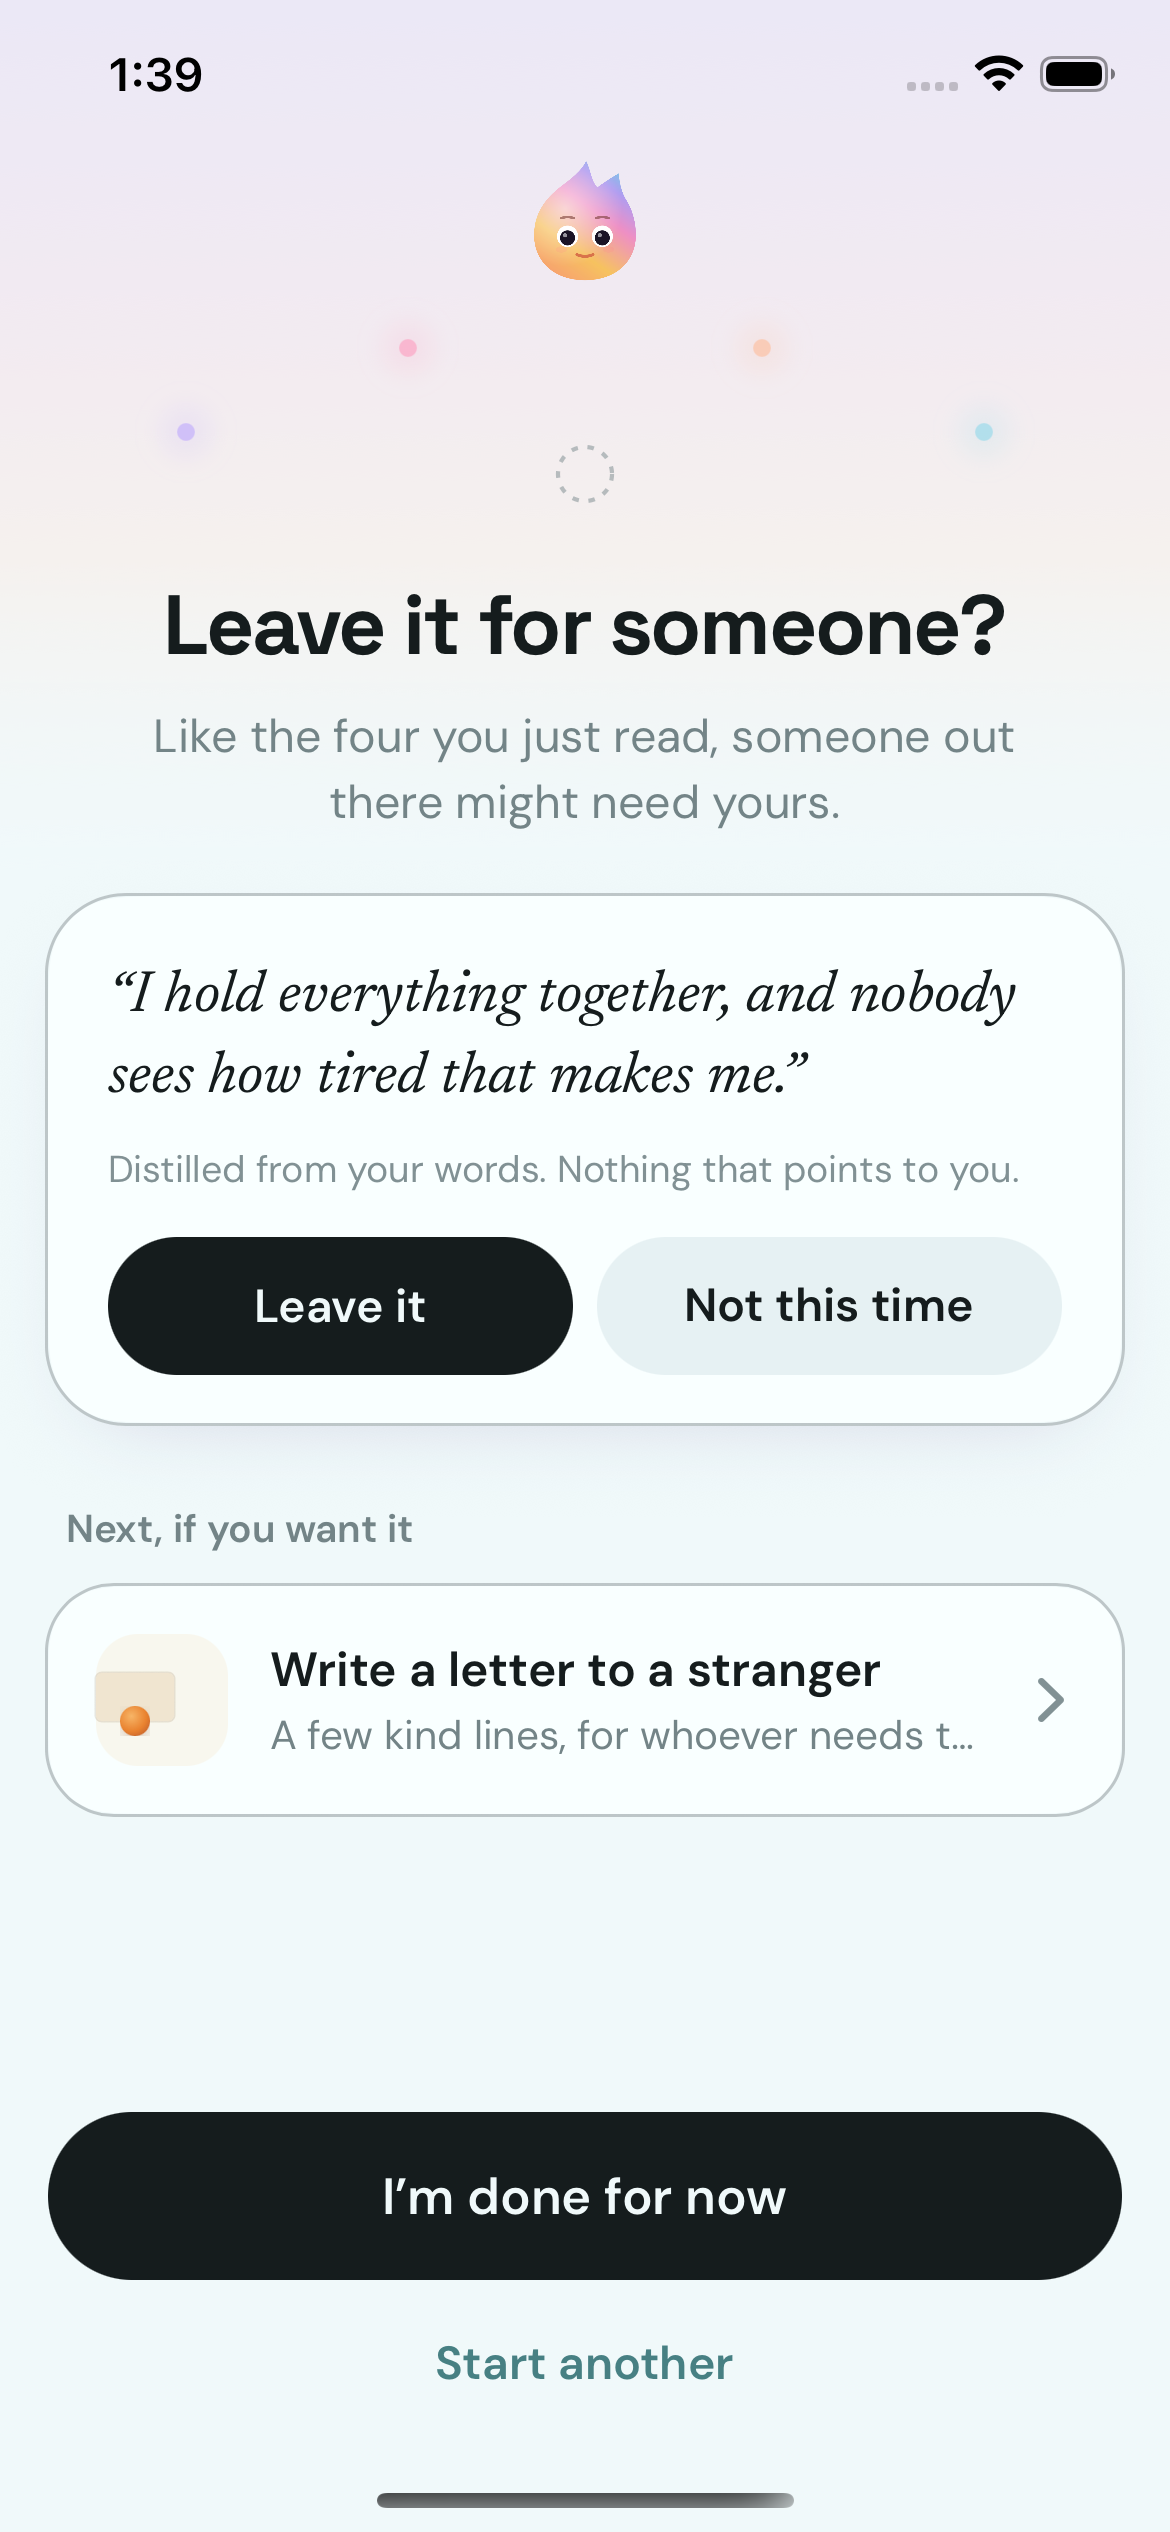 1:39
Leave it for someone?
Like the four you just read, someone out
there might need yours.
“I hold everything together, and nobody
sees how tired that makes me.”
Distilled from your words. Nothing that points to you.
Leave it
Not this time
Next, if you want it
Write a letter to a stranger
A few kind lines, for whoever needs t...
I’m done for now
Start another